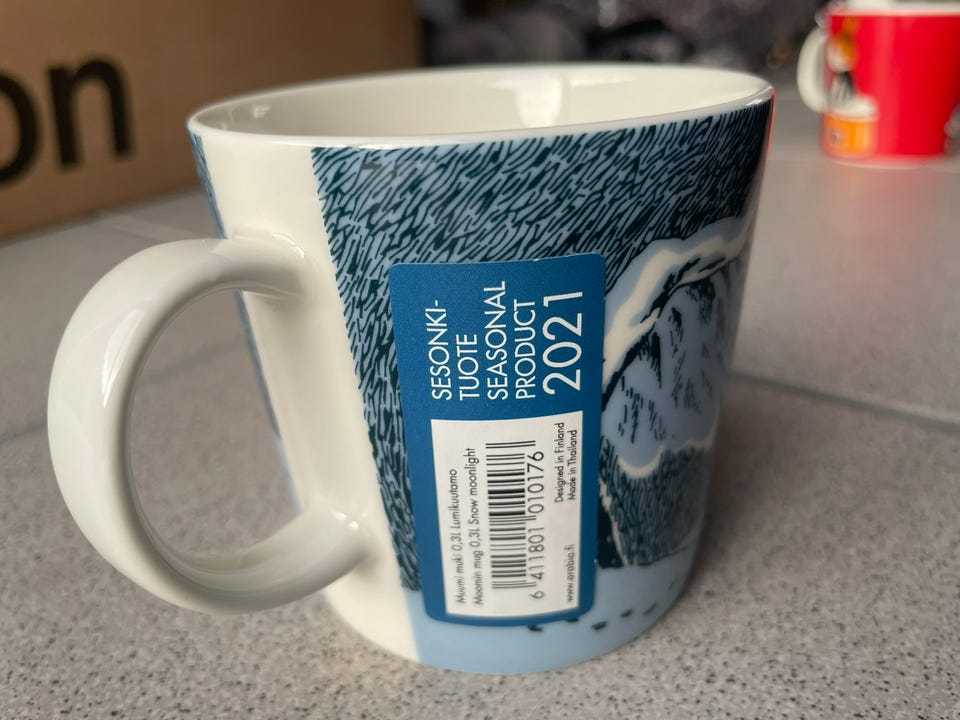 on
SESONKI-
TUOTE
SEASONAL
PRODUCT
2021
Muumi muki 0,3L Lumikuutamo
Moomin mug 0,3L Snow moonlight
6 411801 010176
Designed in Finland
Made in Thailand
www.arabia.fi